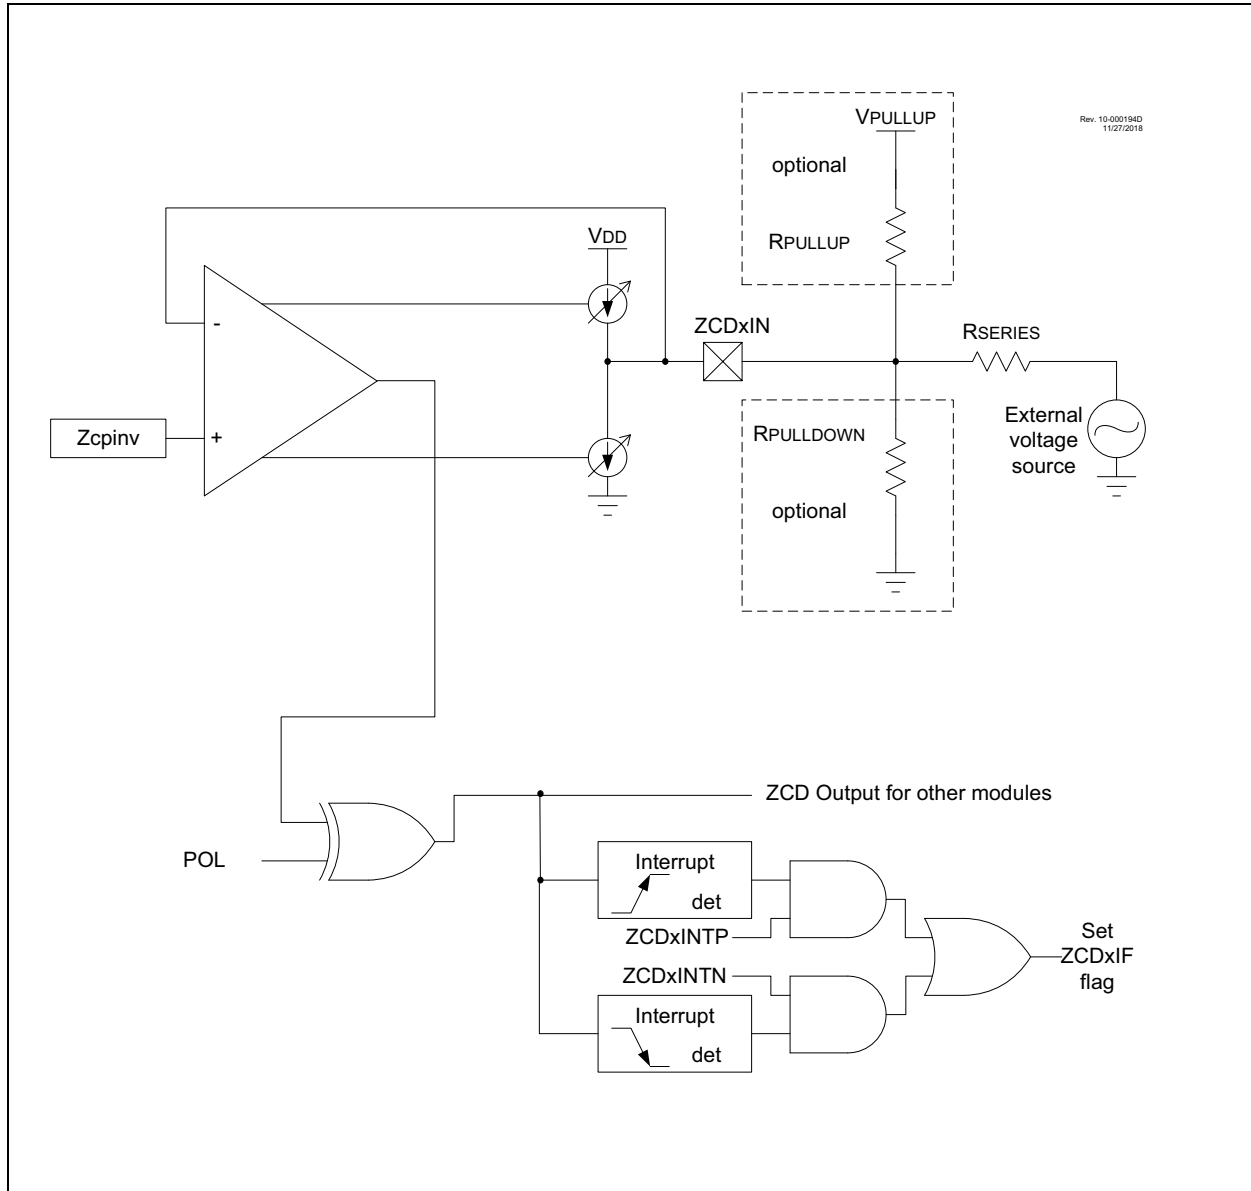 VPULLUP
Rev. 10-000194D
11/27/2018
optional
RPULLUP
VDD
-
ZCDxIN
RSERIES
Zcpinv
+
RPULLDOWN
External
voltage
source
optional
ZCD Output for other modules
POL
Interrupt
det
ZCDxINTP
ZCDxINTN
Set
ZCDxIF
flag
Interrupt
det